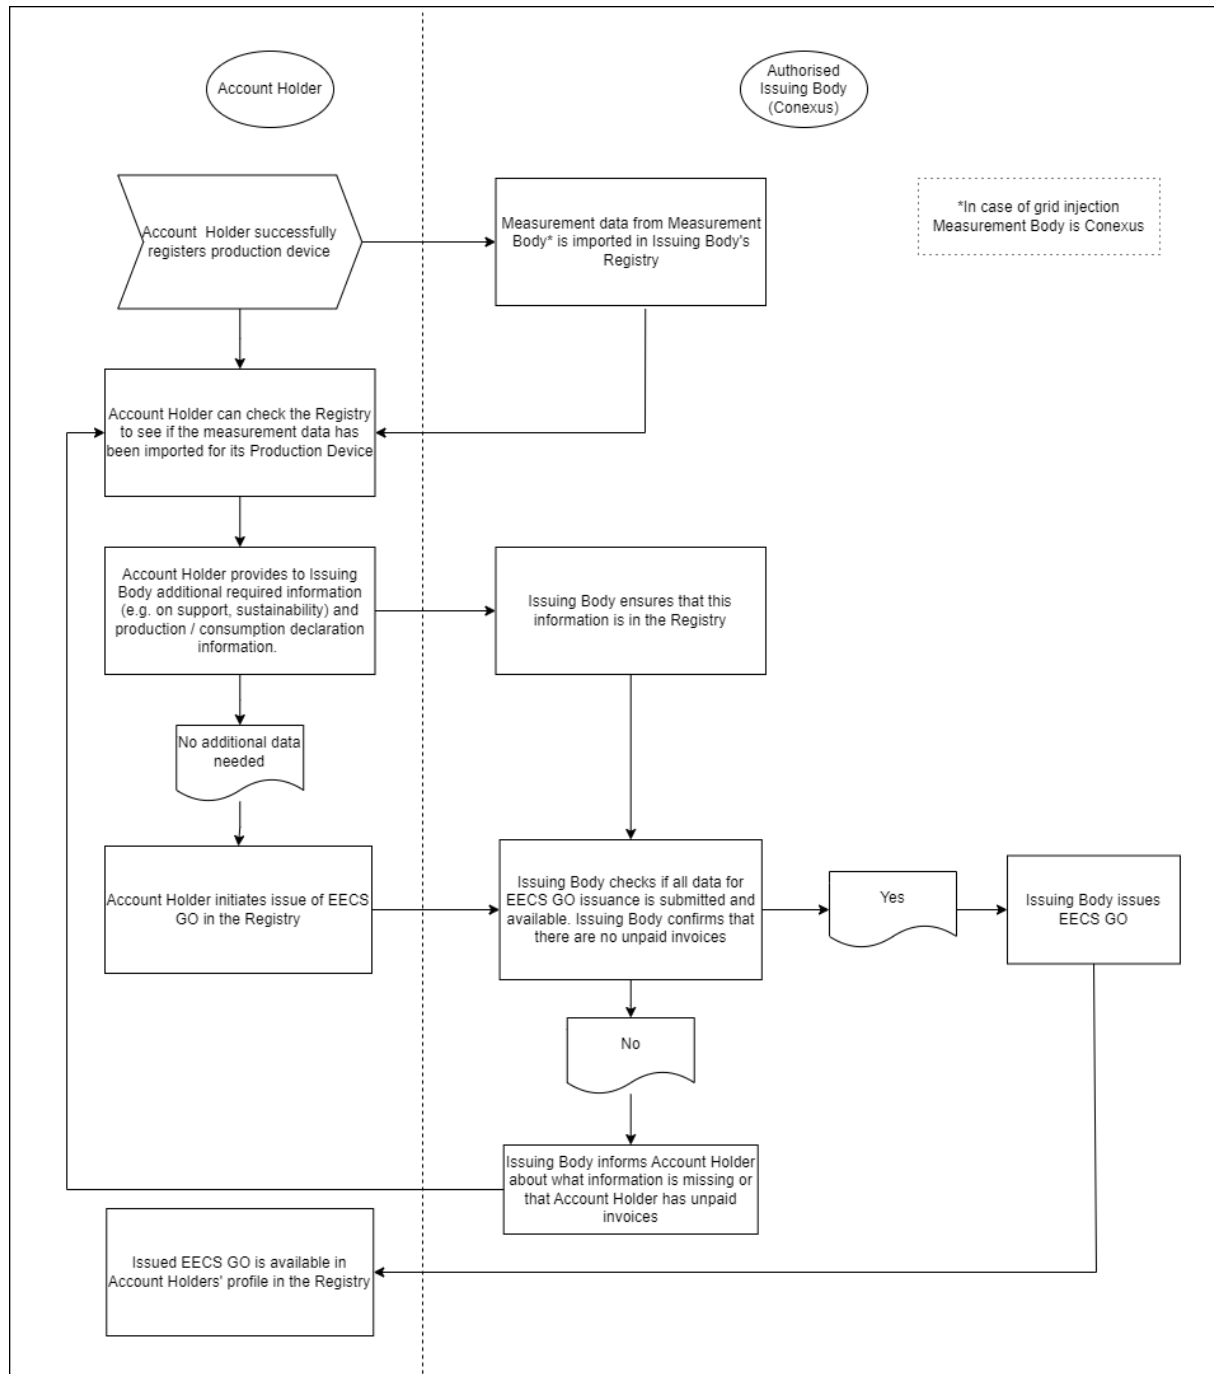 Account Holder
Authorised
Issuing Body
(Conexus)
Account  Holder successfully
registers production device
Measurement data from Measurement
Body* is imported in Issuing Body's
Registry
*In case of grid injection
Measurement Body is Conexus
Account Holder can check the Registry
to see if the measurement data has
been imported for its Production Device
Account Holder provides to Issuing
Body additional required information
(e.g. on support, sustainability) and
production / consumption declaration
information.
Issuing Body ensures that this
information is in the Registry
No additional data
needed
Account Holder initiates issue of EECS
GO in the Registry
Issuing Body checks if all data for
EECS GO issuance is submitted and
available. Issuing Body confirms that
there are no unpaid invoices
Yes
Issuing Body issues
EECS GO
No
Issuing Body informs Account Holder
about what information is missing or
that Account Holder has unpaid
invoices
Issued EECS GO is available in
Account Holders' profile in the Registry